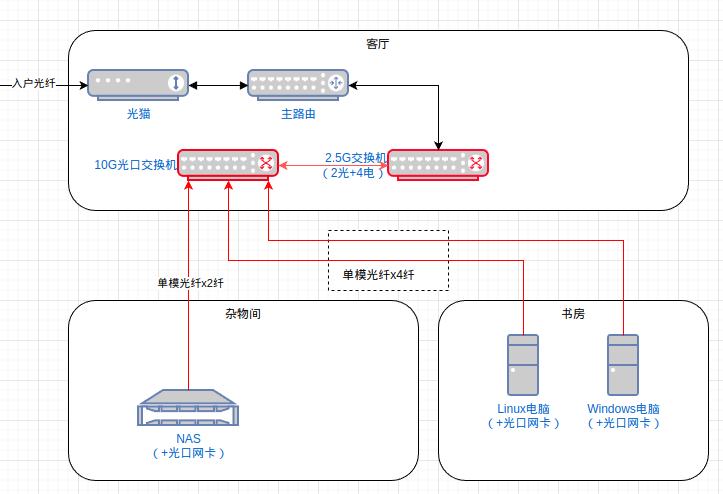 客厅
入户光纤
光猫
主路由
10G光口交换机
2.5G交换机
（2光+4电）
单模光纤x4纤
单模光纤x2纤
杂物间
书房
NAS
（+光口网卡）
Linux电脑
（+光口网卡）
Windows电脑
（+光口网卡）